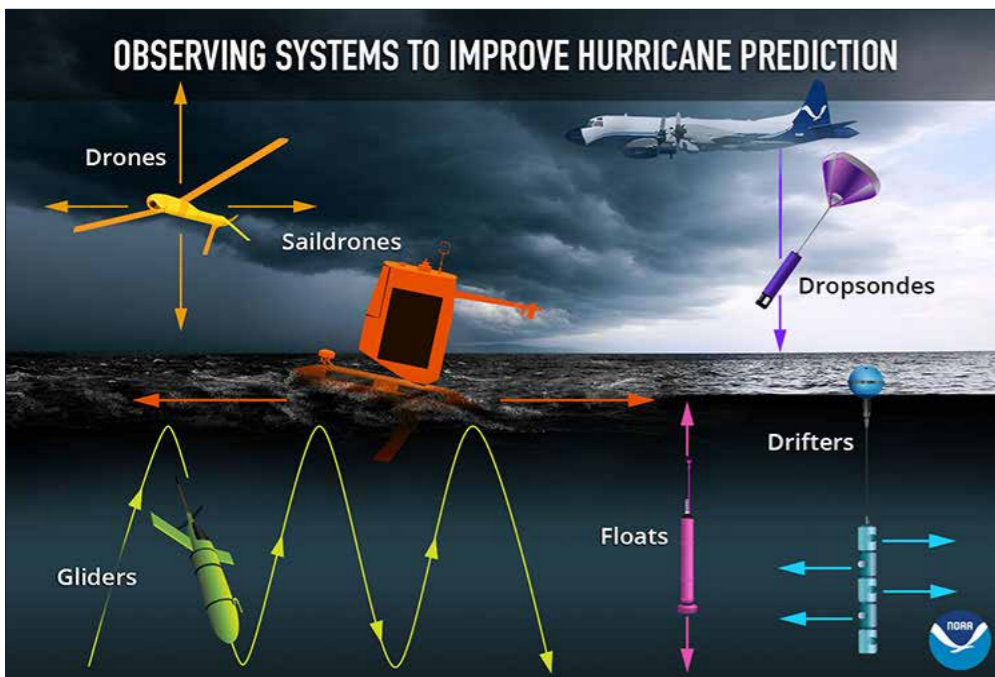 OBSERVING SYSTEMS TO IMPROVE HURRICANE PREDICTION
Drones
Saildrones
Dropsondes
Drifters
Floats
Gliders
NOAA